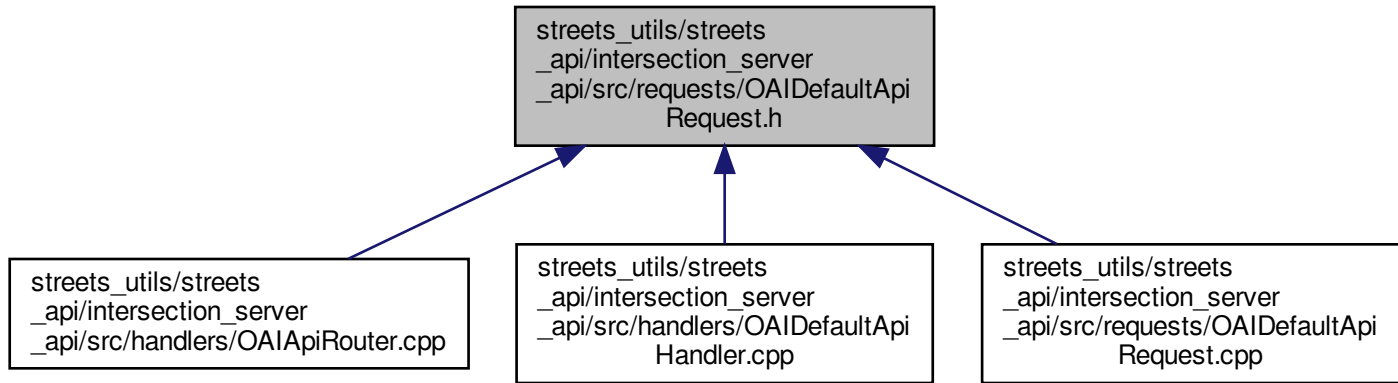 streets_utils/streets
_api/intersection_server
_api/src/requests/OAIDefaultApi
Request.h
streets_utils/streets
_api/intersection_server
_api/src/handlers/OAIApiRouter.cpp
streets_utils/streets
_api/intersection_server
_api/src/handlers/OAIDefaultApi
Handler.cpp
streets_utils/streets
_api/intersection_server
_api/src/requests/OAIDefaultApi
Request.cpp